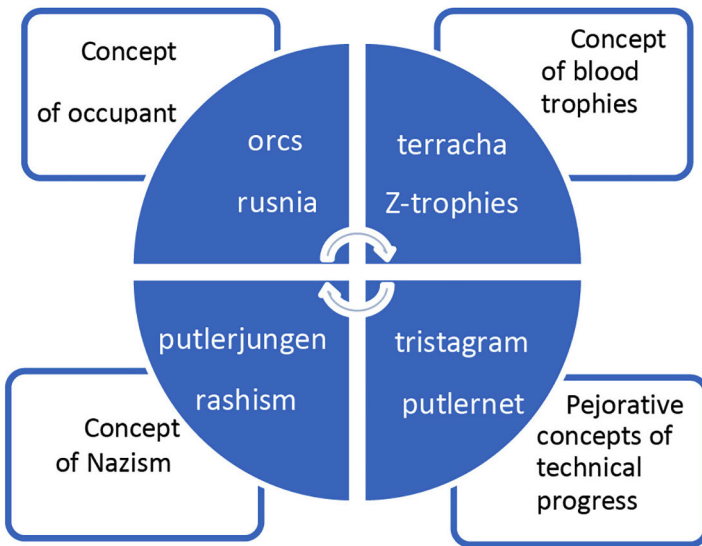 Concept
of occupant
orcs
rusnia
Concept
of blood
trophies
terracha
Z-trophies
putlerjungen
rashism
Concept
of Nazism
tristagram
putlernet
Pejorative
concepts of
technical
progress